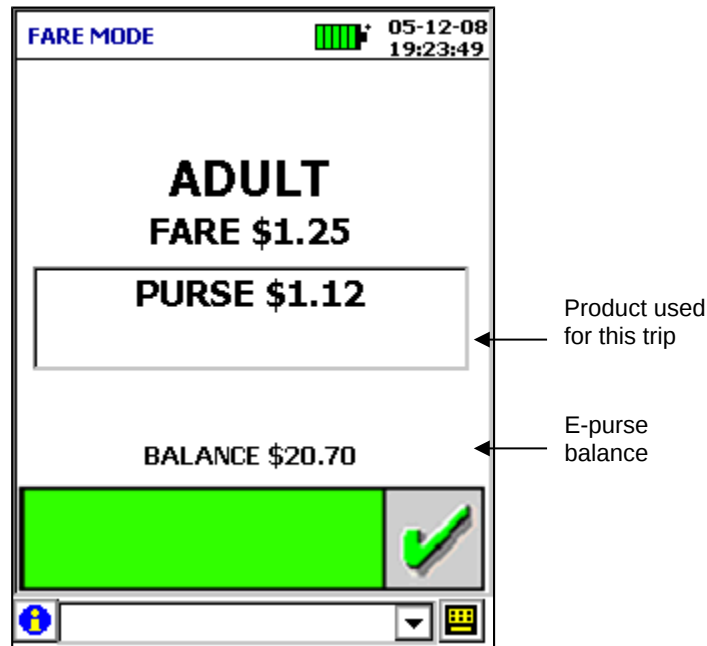 FARE MODE
05-12-08
19:23:49
ADULT
FARE $1.25
PURSE $1.12
Product used
for this trip
E-purse
balance
BALANCE $20.70